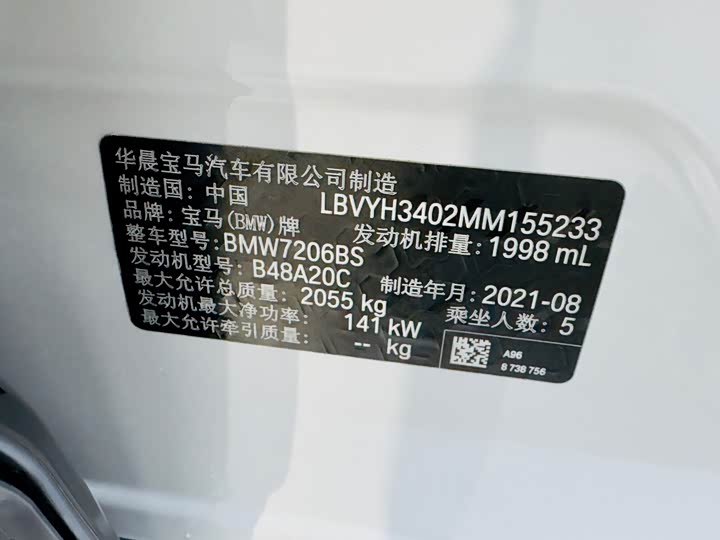 华晨宝马汽车有限公司制造
制造国: 中国 LBVYH3402MM155233
品牌: 宝马(BMW)牌 发动机排量: 1998 mL
整车型号: BMW7206BS
发动机型号: B48A20C 制造年月: 2021-08
最大允许总质量: 2055 kg 乘坐人数: 5
发动机最大净功率: 141 kW
最大允许牵引质量: -- kg
A96
8 738 756